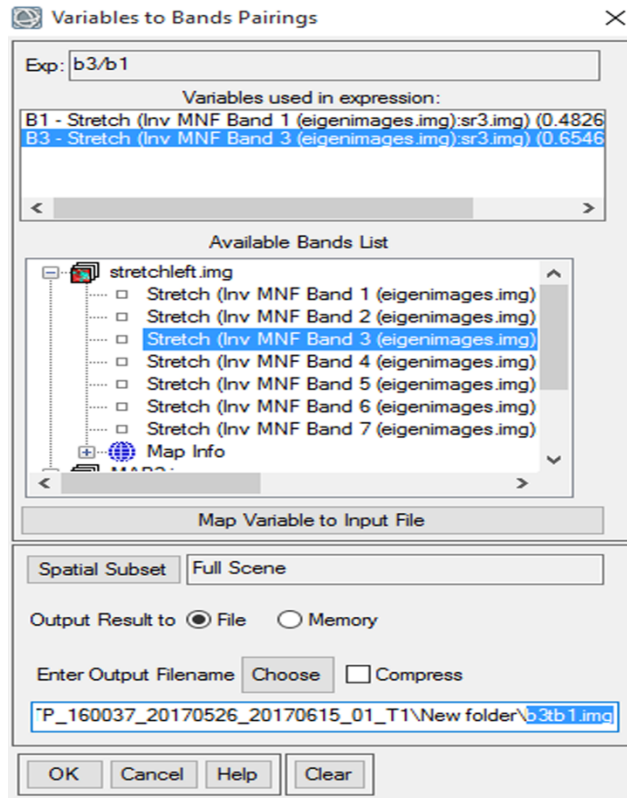 Variables to Bands Pairings
Exp: b3/b1
Variables used in expression:
B1 - Stretch (Inv MNF Band 1 (eigenimages.img):sr3.img) (0.4826
B3 - Stretch (Inv MNF Band 3 (eigenimages.img):sr3.img) (0.6546
Available Bands List
stretchleft.img
Stretch (Inv MNF Band 1 (eigenimages.img)
Stretch (Inv MNF Band 2 (eigenimages.img)
Stretch (Inv MNF Band 3 (eigenimages.img)
Stretch (Inv MNF Band 4 (eigenimages.img)
Stretch (Inv MNF Band 5 (eigenimages.img)
Stretch (Inv MNF Band 6 (eigenimages.img)
Stretch (Inv MNF Band 7 (eigenimages.img)
Map Info
Map Variable to Input File
Spatial Subset Full Scene
Output Result to File Memory
Enter Output Filename Choose Compress
TP_160037_20170526_20170615_01_T1\New folder\b3tb1.img
OK Cancel Help Clear